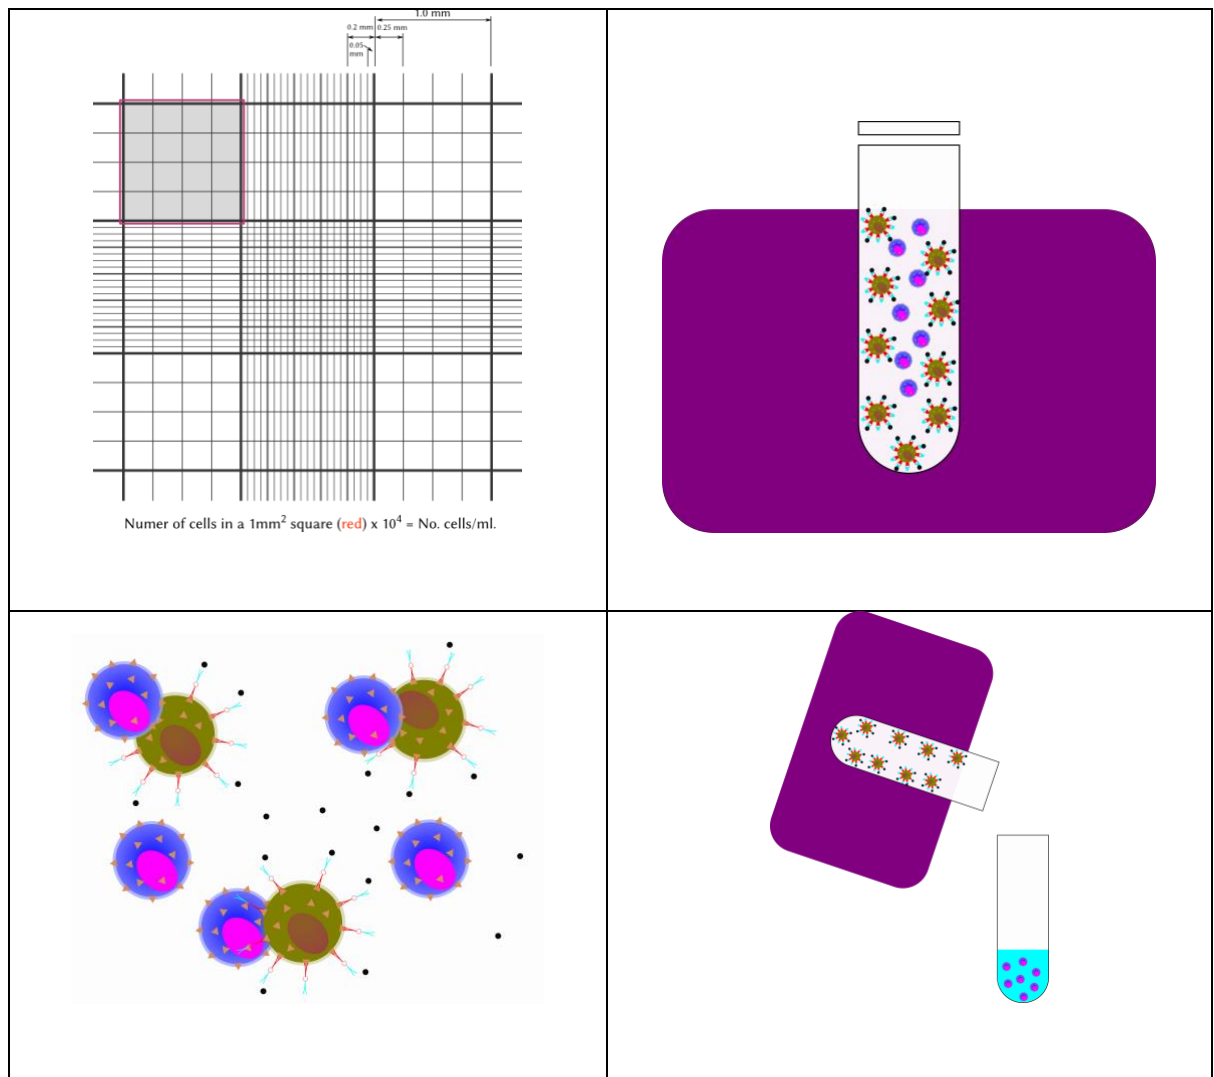 1.0 mm
0.2 mm 0.25 mm
0.05
mm
Numer of cells in a 1mm² square (red) x 10⁴ = No. cells/ml.